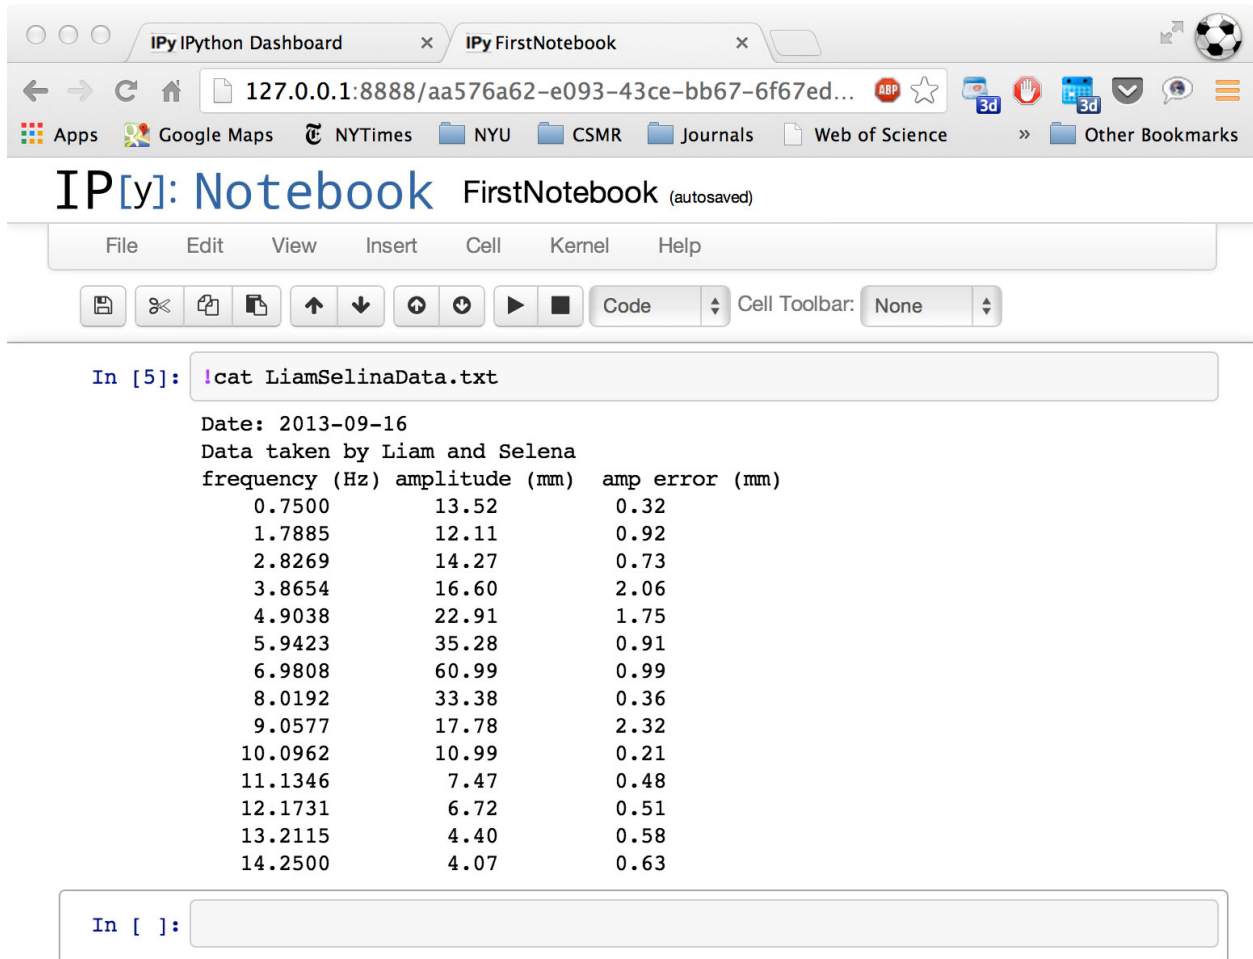 IPy IPython Dashboard × IPy FirstNotebook ×
127.0.0.1:8888/aa576a62-e093-43ce-bb67-6f67ed... ABP 3d 3d
Apps Google Maps NYTimes NYU CSMR Journals Web of Science » Other Bookmarks
IP[y]: Notebook FirstNotebook (autosaved)
File Edit View Insert Cell Kernel Help
Code Cell Toolbar: None
In [5]: !cat LiamSelinaData.txt
Date: 2013-09-16
Data taken by Liam and Selena
frequency (Hz) amplitude (mm) amp error (mm)
0.7500 13.52 0.32
1.7885 12.11 0.92
2.8269 14.27 0.73
3.8654 16.60 2.06
4.9038 22.91 1.75
5.9423 35.28 0.91
6.9808 60.99 0.99
8.0192 33.38 0.36
9.0577 17.78 2.32
10.0962 10.99 0.21
11.1346 7.47 0.48
12.1731 6.72 0.51
13.2115 4.40 0.58
14.2500 4.07 0.63
In [ ]: